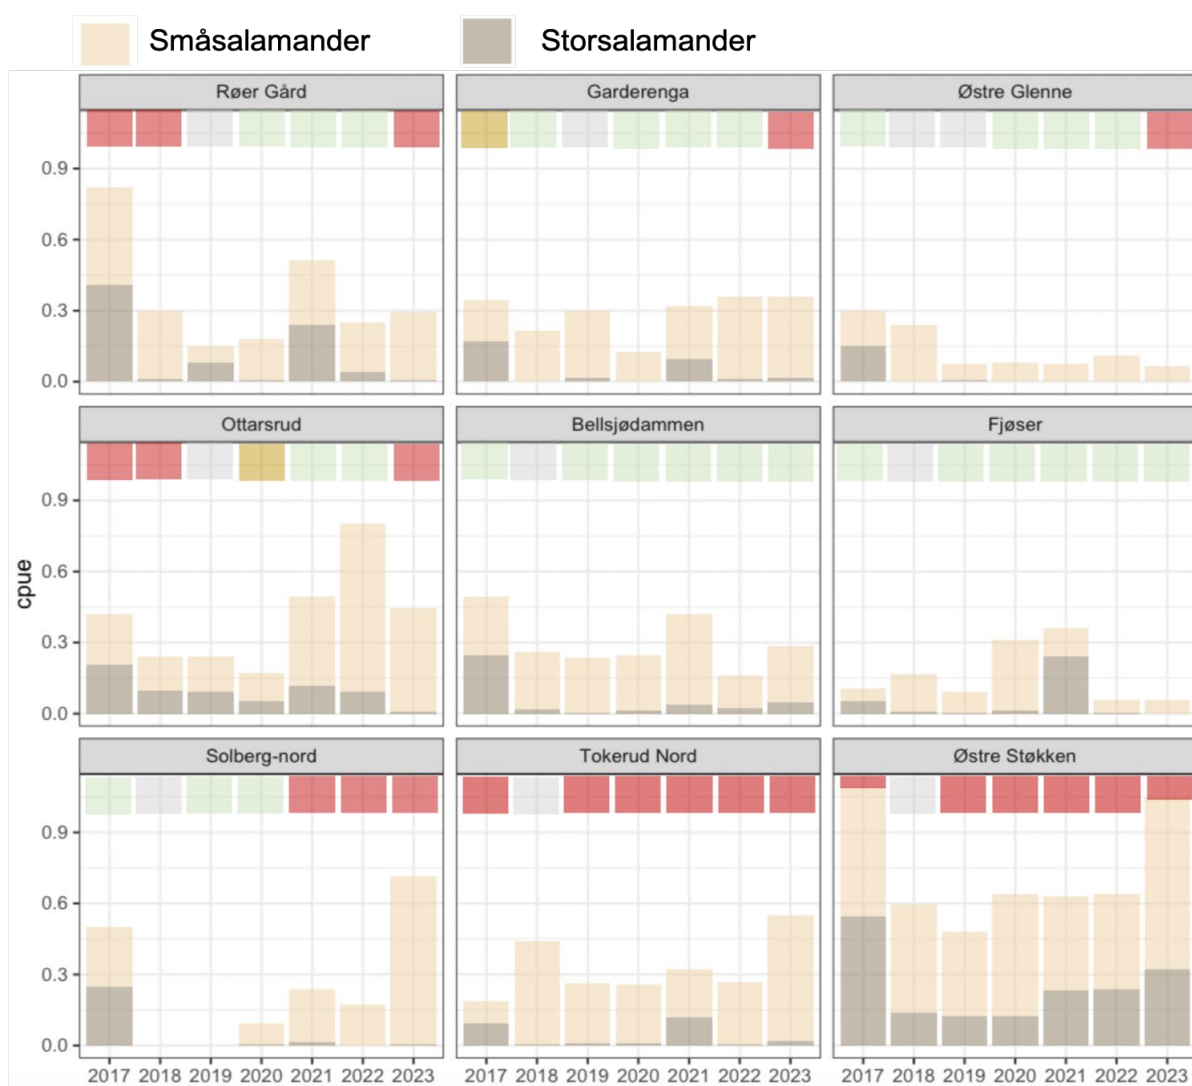 Småsalamander Storsalamander
Røer Gård Garderenga Østre Glenne
0.9
0.6
0.3
0.0
Ottarsrud Bellsjødammen Fjøser
cpue
0.9
0.6
0.3
0.0
Solberg-nord Tokerud Nord Østre Støkken
0.9
0.6
0.3
0.0
2017 2018 2019 2020 2021 2022 2023 2017 2018 2019 2020 2021 2022 2023 2017 2018 2019 2020 2021 2022 2023